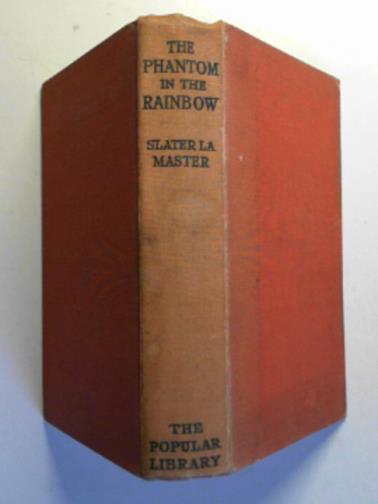 THE
PHANTOM
IN THE
RAINBOW
SLATER LA
MASTER
THE
POPULAR
LIBRARY